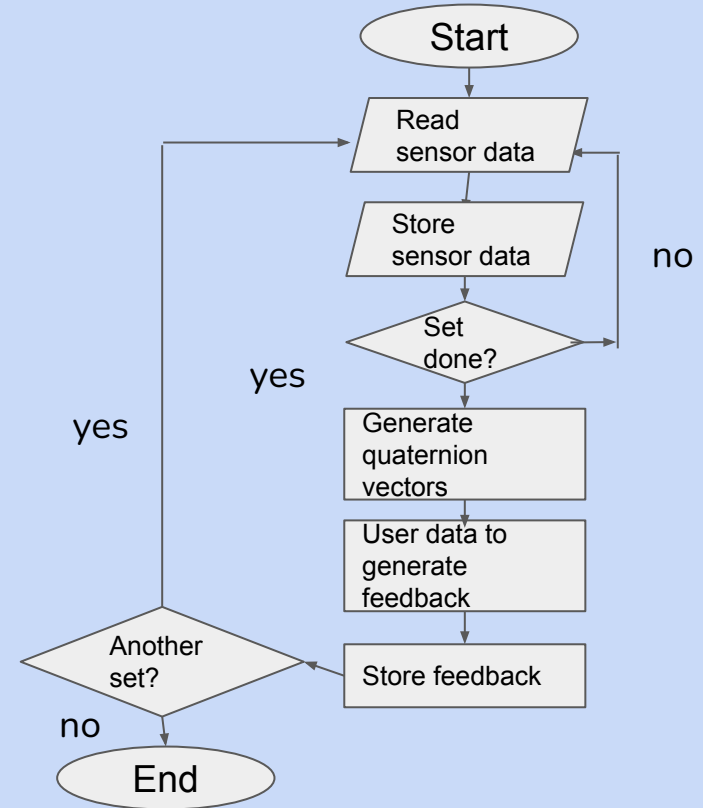 Start
Read
sensor data
Store
sensor data
no
Set
done?
yes
yes
Generate
quaternion
vectors
User data to
generate
feedback
Store feedback
Another
set?
no
End